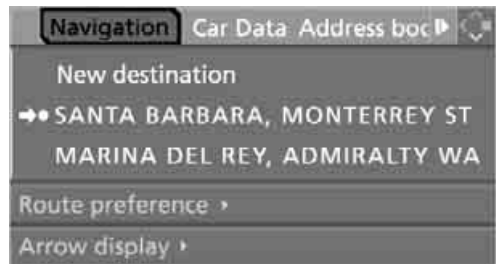 Navigation Car Data Address boc
New destination
SANTA BARBARA, MONTERREY ST
MARINA DEL REY, ADMIRALTY WA
Route preference
Arrow display